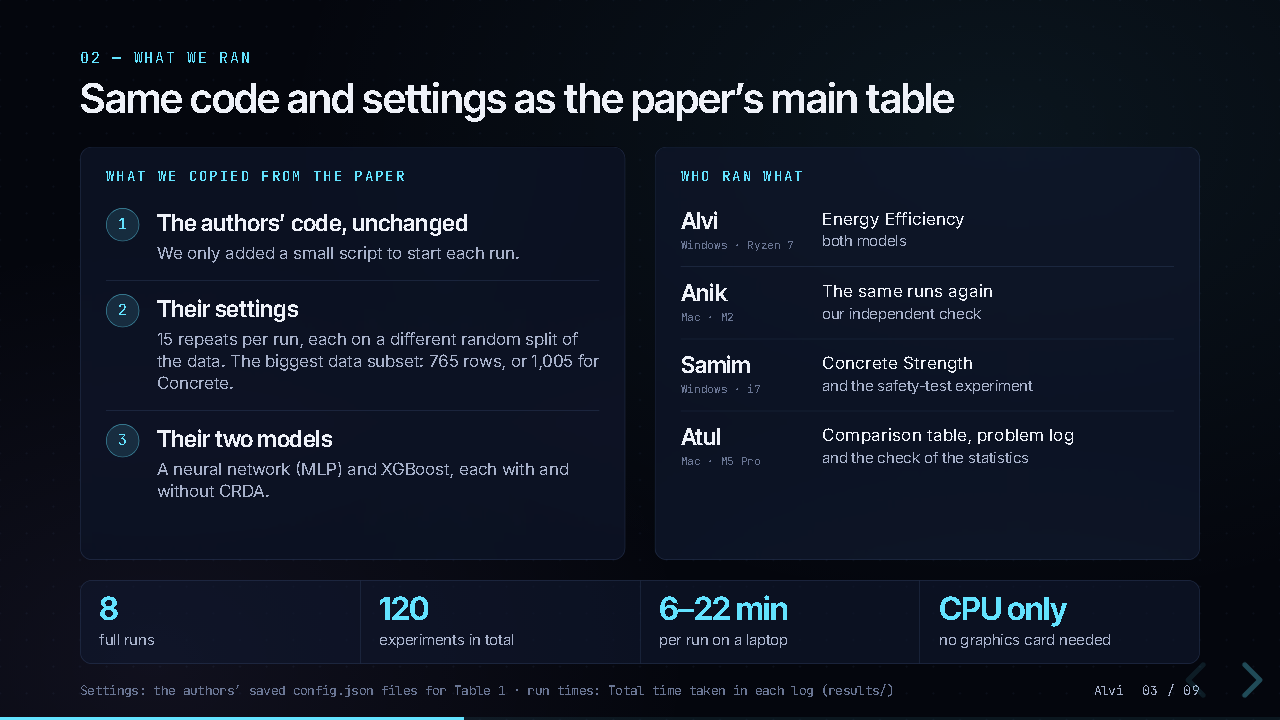 02 — WHAT WE RAN
Same code and settings as the paper’s main table
WHAT WE COPIED FROM THE PAPER
1
The authors’ code, unchanged
We only added a small script to start each run.
2
Their settings
15 repeats per run, each on a different random split of
the data. The biggest data subset: 765 rows, or 1,005 for
Concrete.
3
Their two models
A neural network (MLP) and XGBoost, each with and
without CRDA.
WHO RAN WHAT
Alvi
Windows · Ryzen 7
Energy Efficiency
both models
Anik
Mac · M2
The same runs again
our independent check
Samim
Windows · i7
Concrete Strength
and the safety-test experiment
Atul
Mac · M5 Pro
Comparison table, problem log
and the check of the statistics
8
full runs
120
experiments in total
6–22 min
per run on a laptop
CPU only
no graphics card needed
Settings: the authors’ saved config.json files for Table 1 · run times: Total time taken in each log (results/)
Alvi 03 / 09